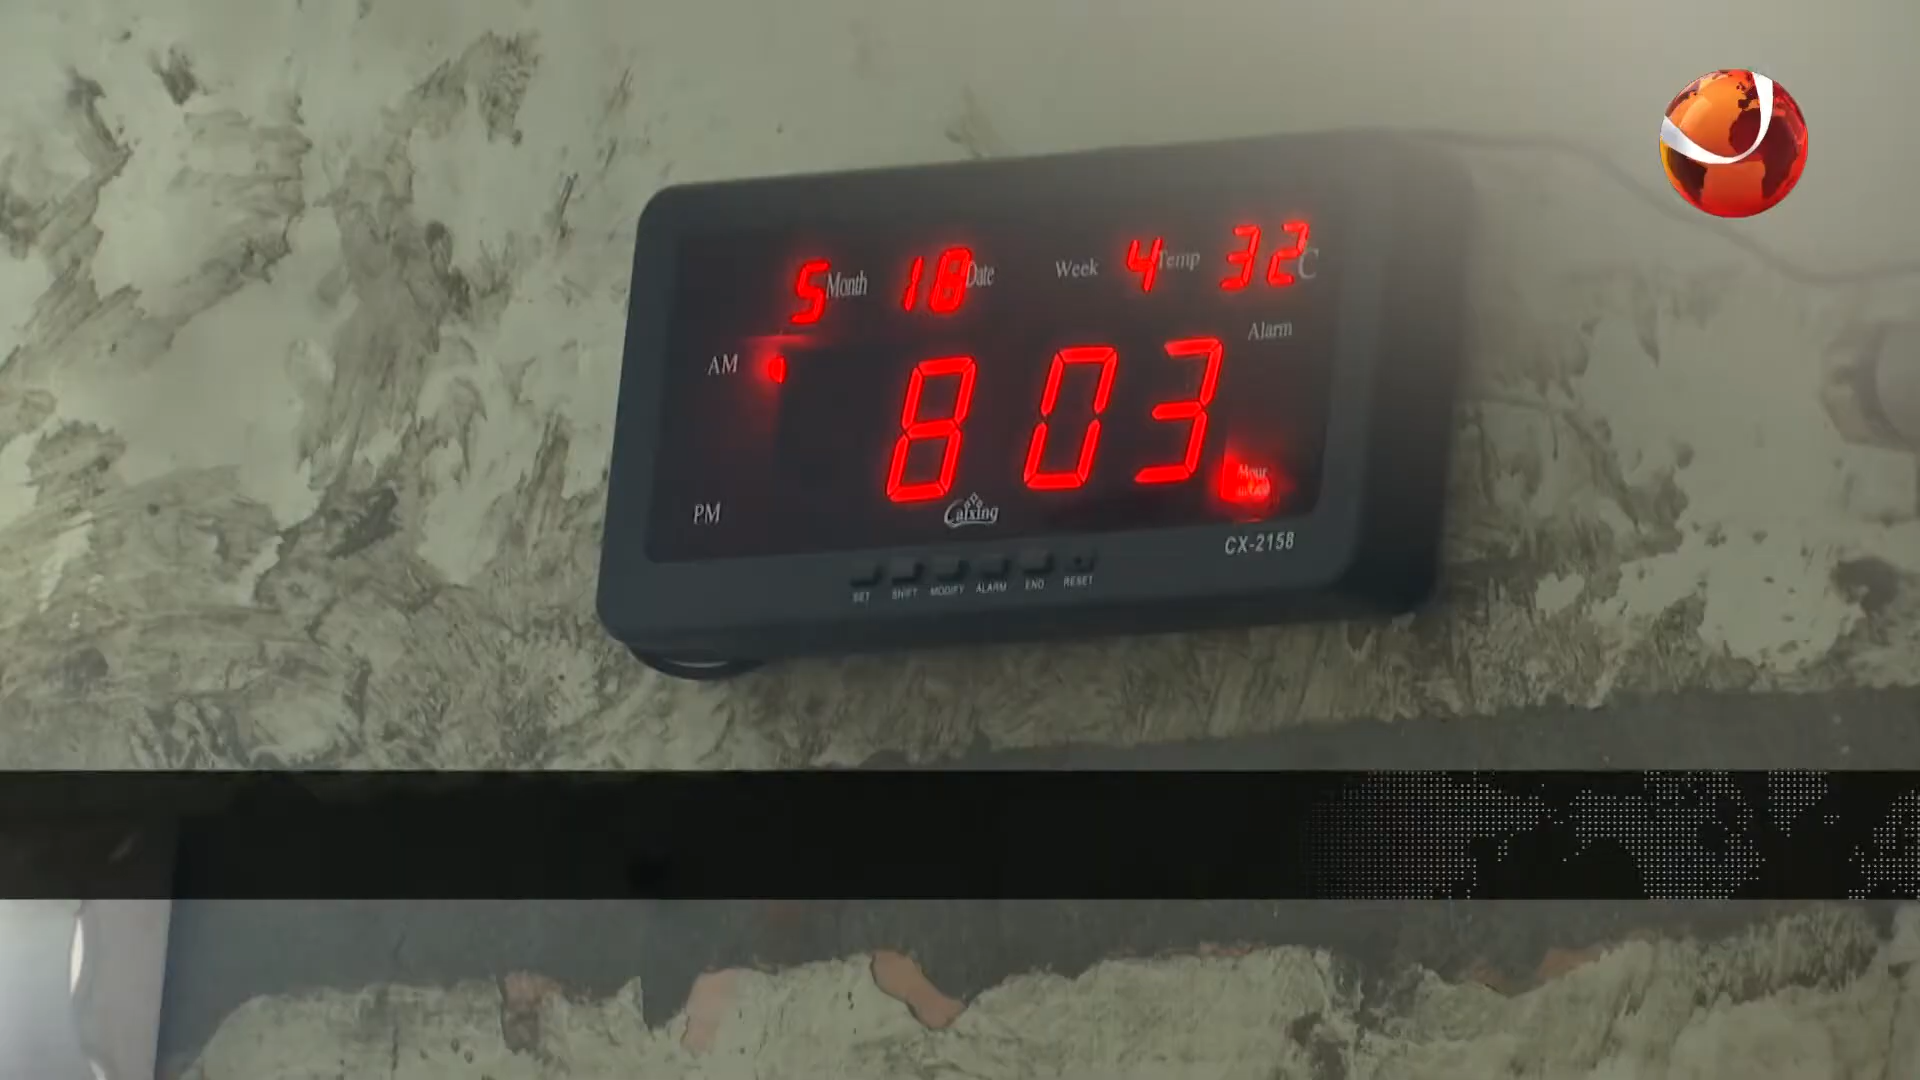 5 Month 18 Date Week 4 Temp 32 C
Alarm
AM
8 03
Hour
PM
Caixing
CX-2158
SET SHIFT MODIFY ALARM END RESET